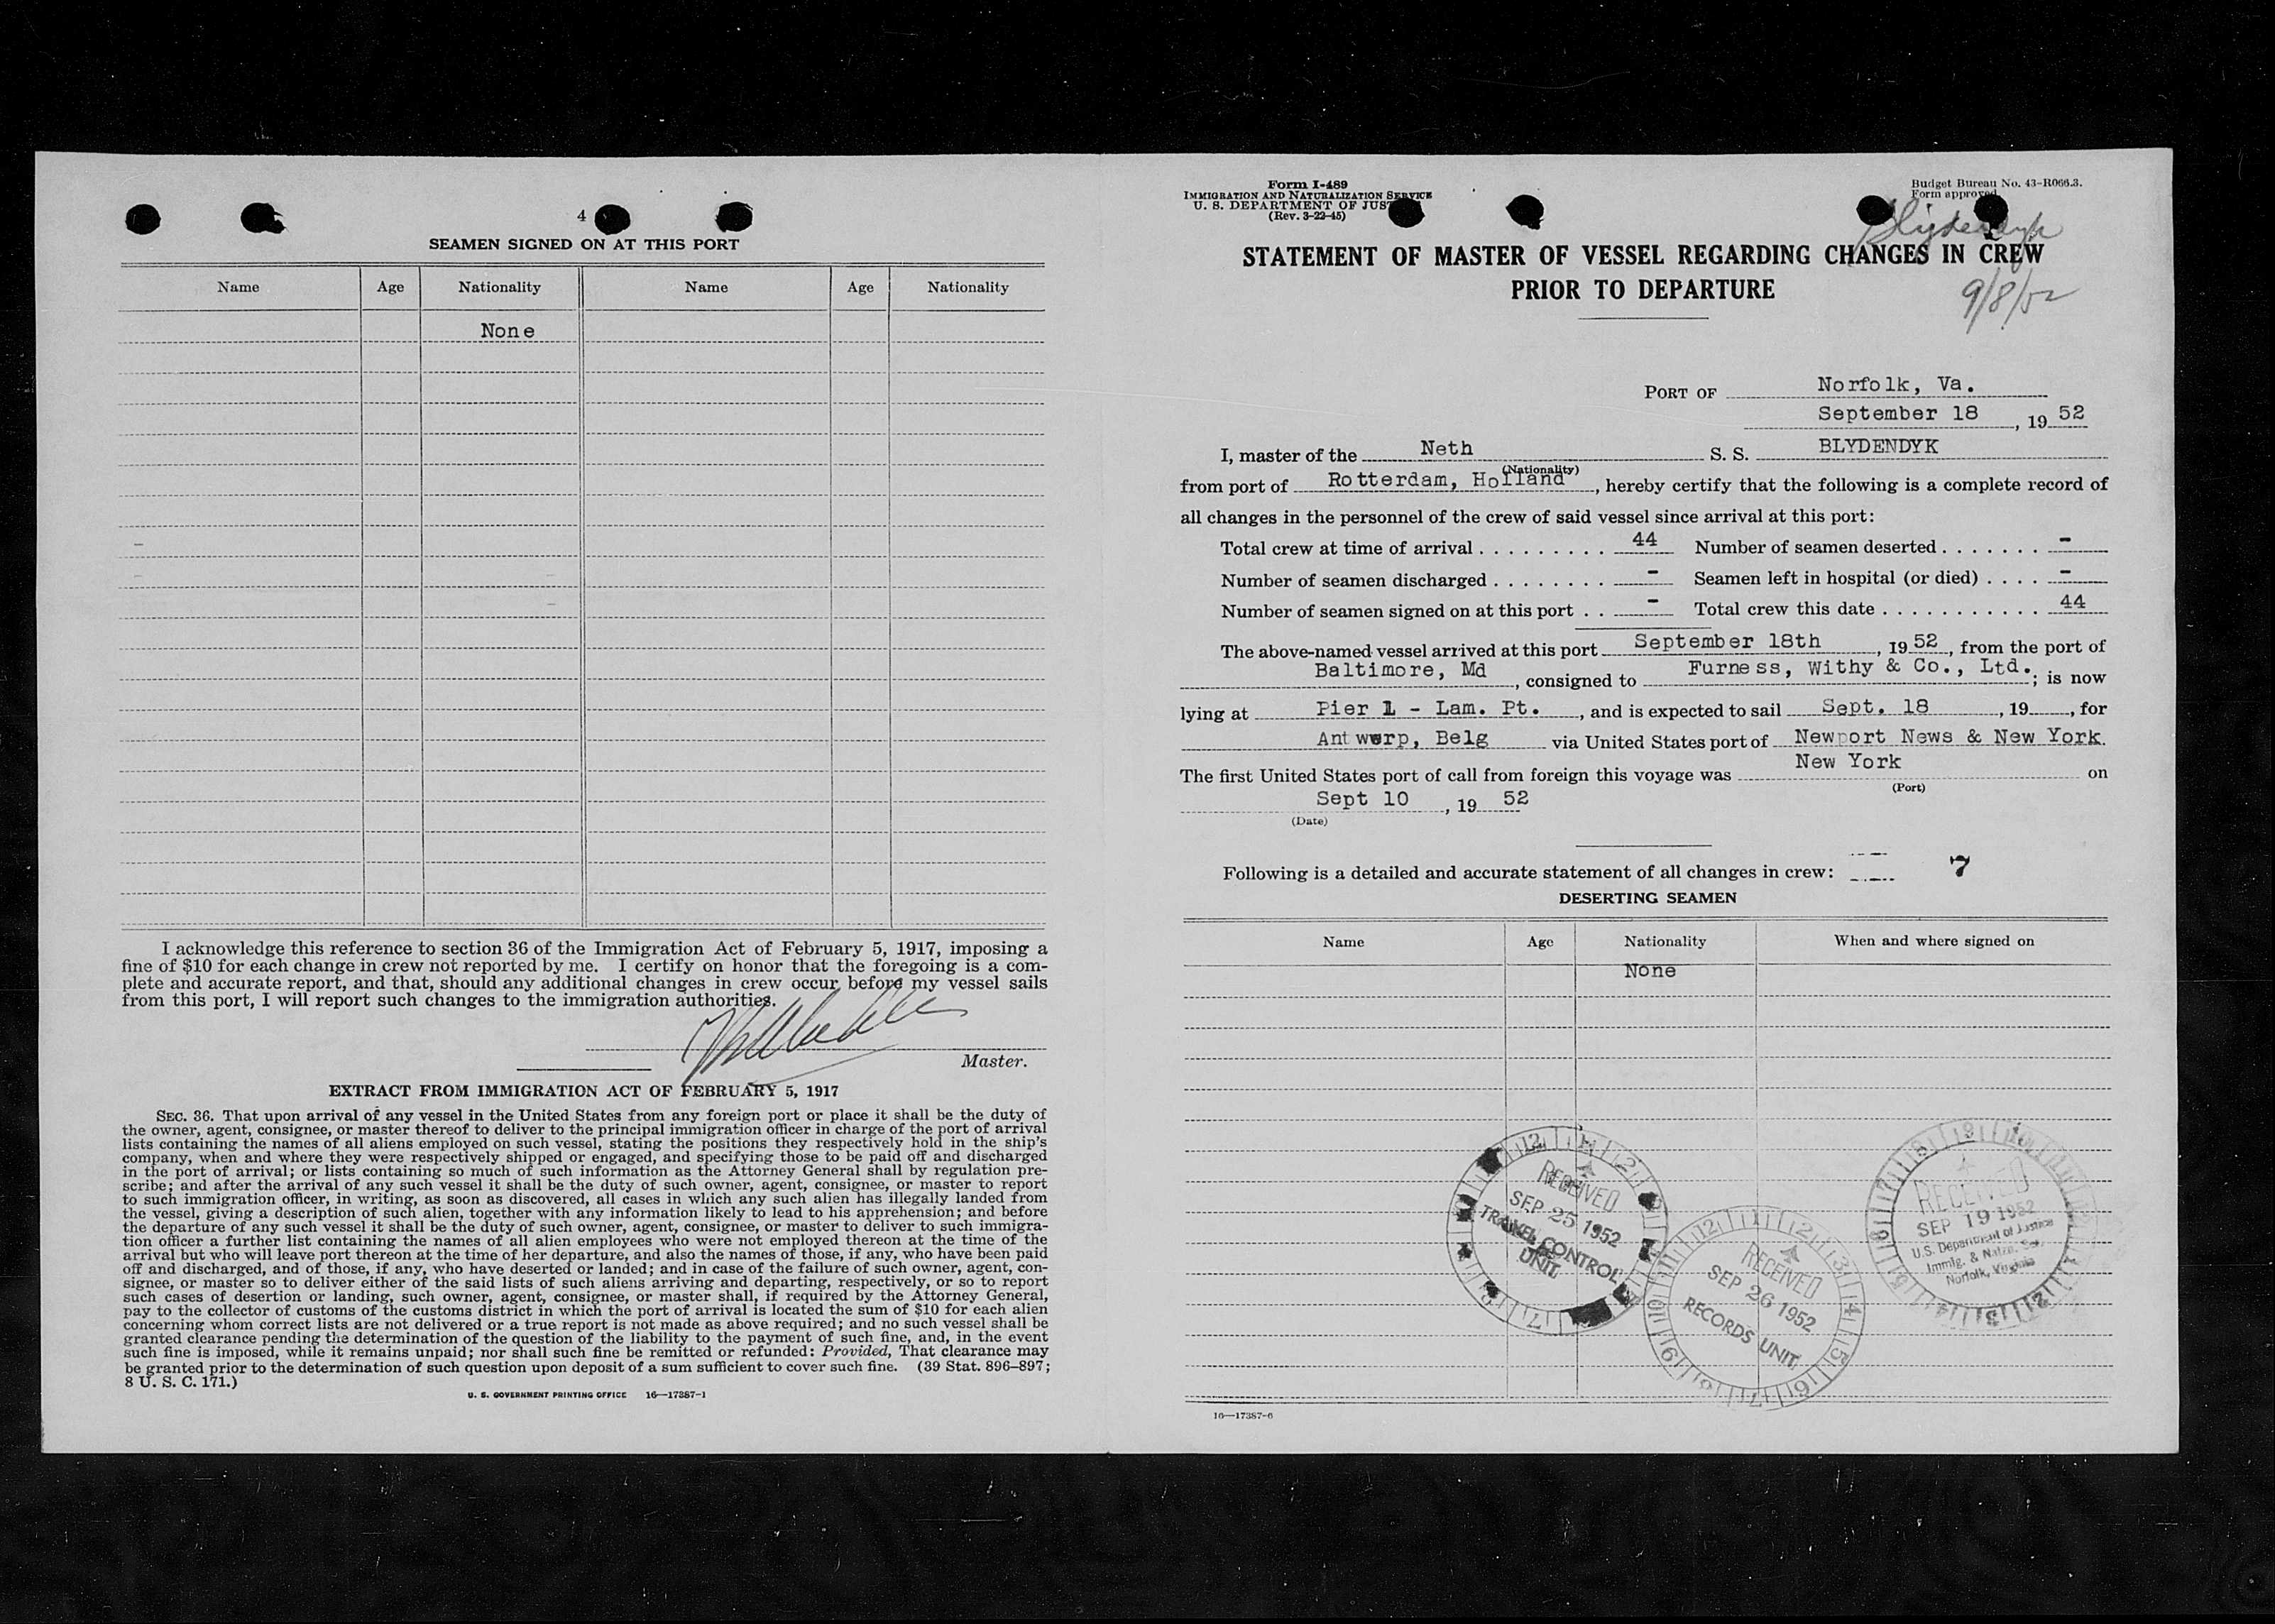 4
SEAMEN SIGNED ON AT THIS PORT
Name Age Nationality Name Age Nationality
None
I acknowledge this reference to section 36 of the Immigration Act of February 5, 1917, imposing a
fine of $10 for each change in crew not reported by me. I certify on honor that the foregoing is a com-
plete and accurate report, and that, should any additional changes in crew occur before my vessel sails
from this port, I will report such changes to the immigration authorities.
Master.
EXTRACT FROM IMMIGRATION ACT OF FEBRUARY 5, 1917
SEC. 36. That upon arrival of any vessel in the United States from any foreign port or place it shall be the duty of
the owner, agent, consignee, or master thereof to deliver to the principal immigration officer in charge of the port of arrival
lists containing the names of all aliens employed on such vessel, stating the positions they respectively hold in the ship's
company, when and where they were respectively shipped or engaged, and specifying those to be paid off and discharged
in the port of arrival; or lists containing so much of such information as the Attorney General shall by regulation pre-
scribe; and after the arrival of any such vessel it shall be the duty of such owner, agent, consignee, or master to report
to such immigration officer, in writing, as soon as discovered, all cases in which any such alien has illegally landed from
the vessel, giving a description of such alien, together with any information likely to lead to his apprehension; and before
the departure of any such vessel it shall be the duty of such owner, agent, consignee, or master to deliver to such immigra-
tion officer a further list containing the names of all alien employees who were not employed thereon at the time of the
arrival but who will leave port thereon at the time of her departure, and also the names of those, if any, who have been paid
off and discharged, and of those, if any, who have deserted or landed; and in case of the failure of such owner, agent, con-
signee, or master so to deliver either of the said lists of such aliens arriving and departing, respectively, or so to report
such cases of desertion or landing, such owner, agent, consignee, or master shall, if required by the Attorney General,
pay to the collector of customs of the customs district in which the port of arrival is located the sum of $10 for each alien
concerning whom correct lists are not delivered or a true report is not made as above required; and no such vessel shall be
granted clearance pending the determination of the question of the liability to the payment of such fine, and, in the event
such fine is imposed, while it remains unpaid; nor shall such fine be remitted or refunded: Provided, That clearance may
be granted prior to the determination of such question upon deposit of a sum sufficient to cover such fine. (39 Stat. 896–897;
8 U. S. C. 171.)
U. S. GOVERNMENT PRINTING OFFICE 16—17387-1
Form I-489
IMMIGRATION AND NATURALIZATION SERVICE
U. S. DEPARTMENT OF JUS
(Rev. 3-22-45)
Budget Bureau No. 43-R066.3.
Form approved
Blydendyk
STATEMENT OF MASTER OF VESSEL REGARDING CHANGES IN CREW
PRIOR TO DEPARTURE
9/8/52
PORT OF Norfolk, Va.
September 18, 1952
I, master of the Neth S. S. BLYDENDYK
(Nationality)
from port of Rotterdam, Holland, hereby certify that the following is a complete record of
all changes in the personnel of the crew of said vessel since arrival at this port:
Total crew at time of arrival 44 Number of seamen deserted -
Number of seamen discharged - Seamen left in hospital (or died) -
Number of seamen signed on at this port - Total crew this date 44
The above-named vessel arrived at this port September 18th, 1952, from the port of
Baltimore, Md, consigned to Furness, Withy & Co., Ltd.; is now
lying at Pier 1 - Lam. Pt., and is expected to sail Sept. 18, 19, for
Antwerp, Belg via United States port of Newport News & New York.
The first United States port of call from foreign this voyage was New York on
(Port)
Sept 10, 1952
(Date)
Following is a detailed and accurate statement of all changes in crew: 7
DESERTING SEAMEN
Name Age Nationality When and where signed on
None
RECEIVED
SEP 25 1952
TRAVEL CONTROL
UNIT
RECEIVED
SEP 26 1952
RECORDS UNIT
RECEIVED
SEP 19 1952
U.S. Department of Justice
Immig. & Natzn. Ser.
Norfolk, Virginia
16—17387-6